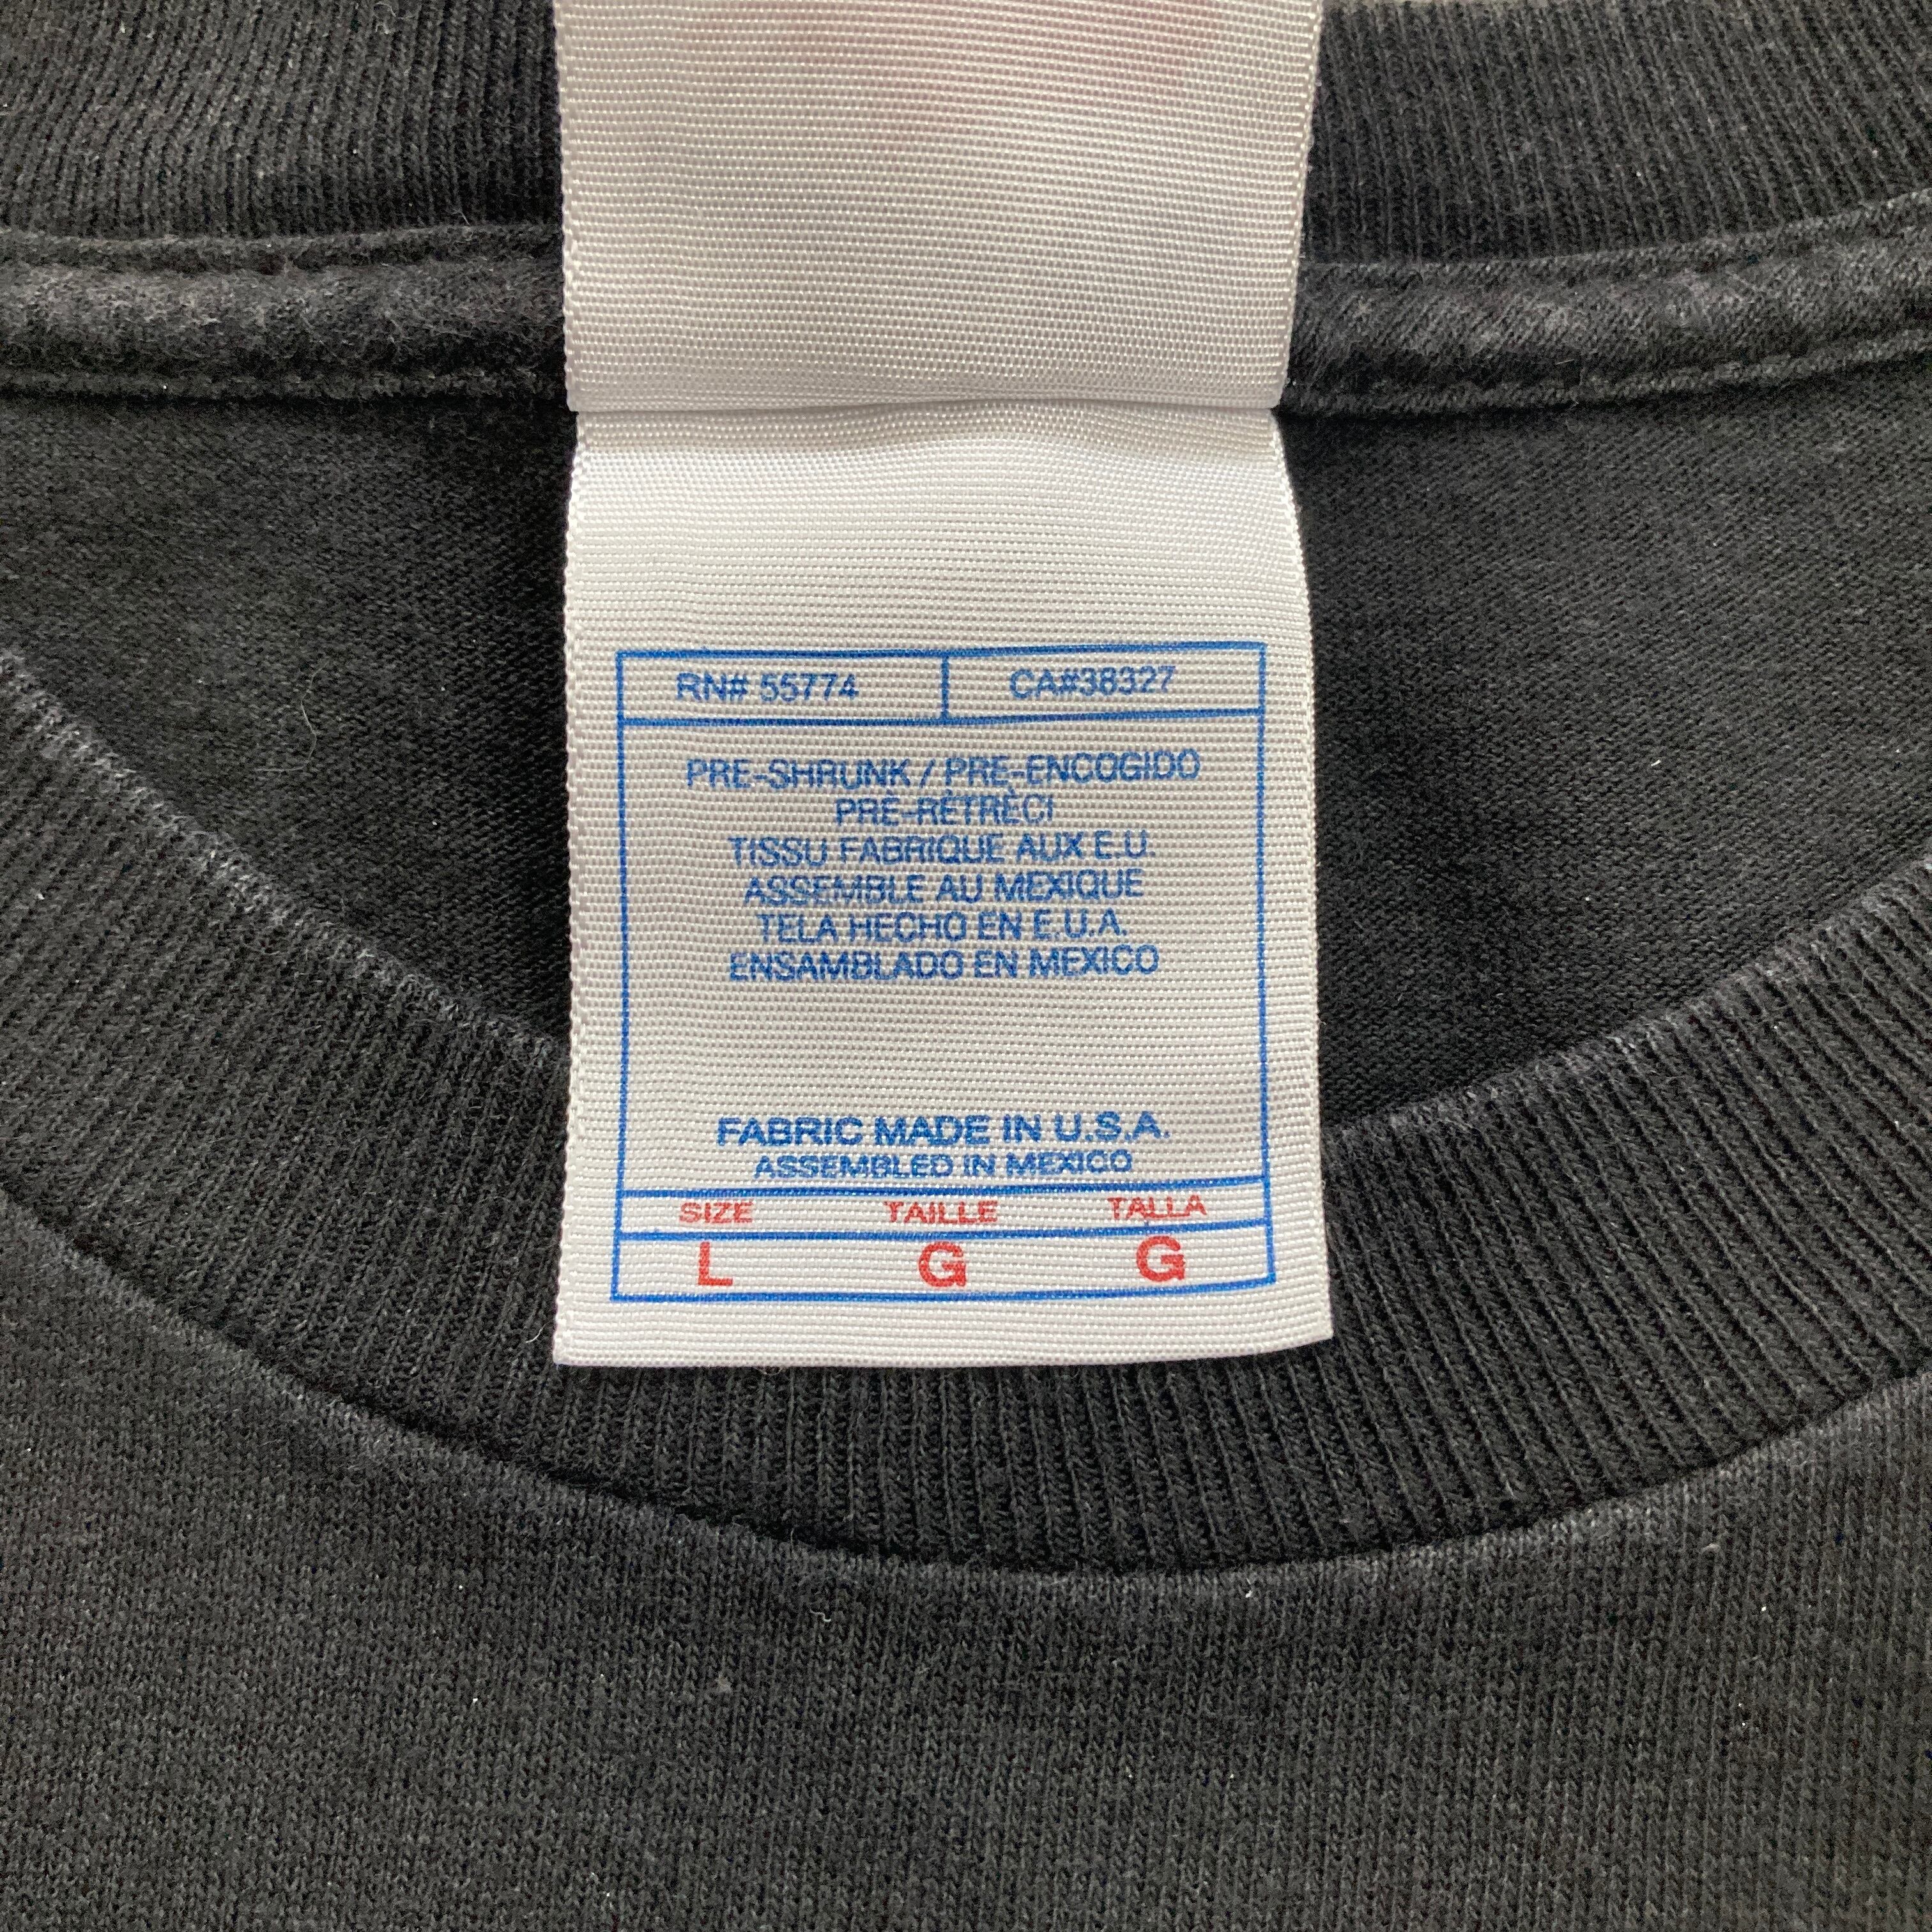 RN# 55774 CA#38327
PRE-SHRUNK / PRE-ENCOGIDO
PRÉ-RÉTRÈCI
TISSU FABRIQUE AUX E.U.
ASSEMBLE AU MEXIQUE
TELA HECHO EN E.U.A.
ENSAMBLADO EN MEXICO
FABRIC MADE IN U.S.A.
ASSEMBLED IN MEXICO
SIZE TAILLE TALLA
L G G